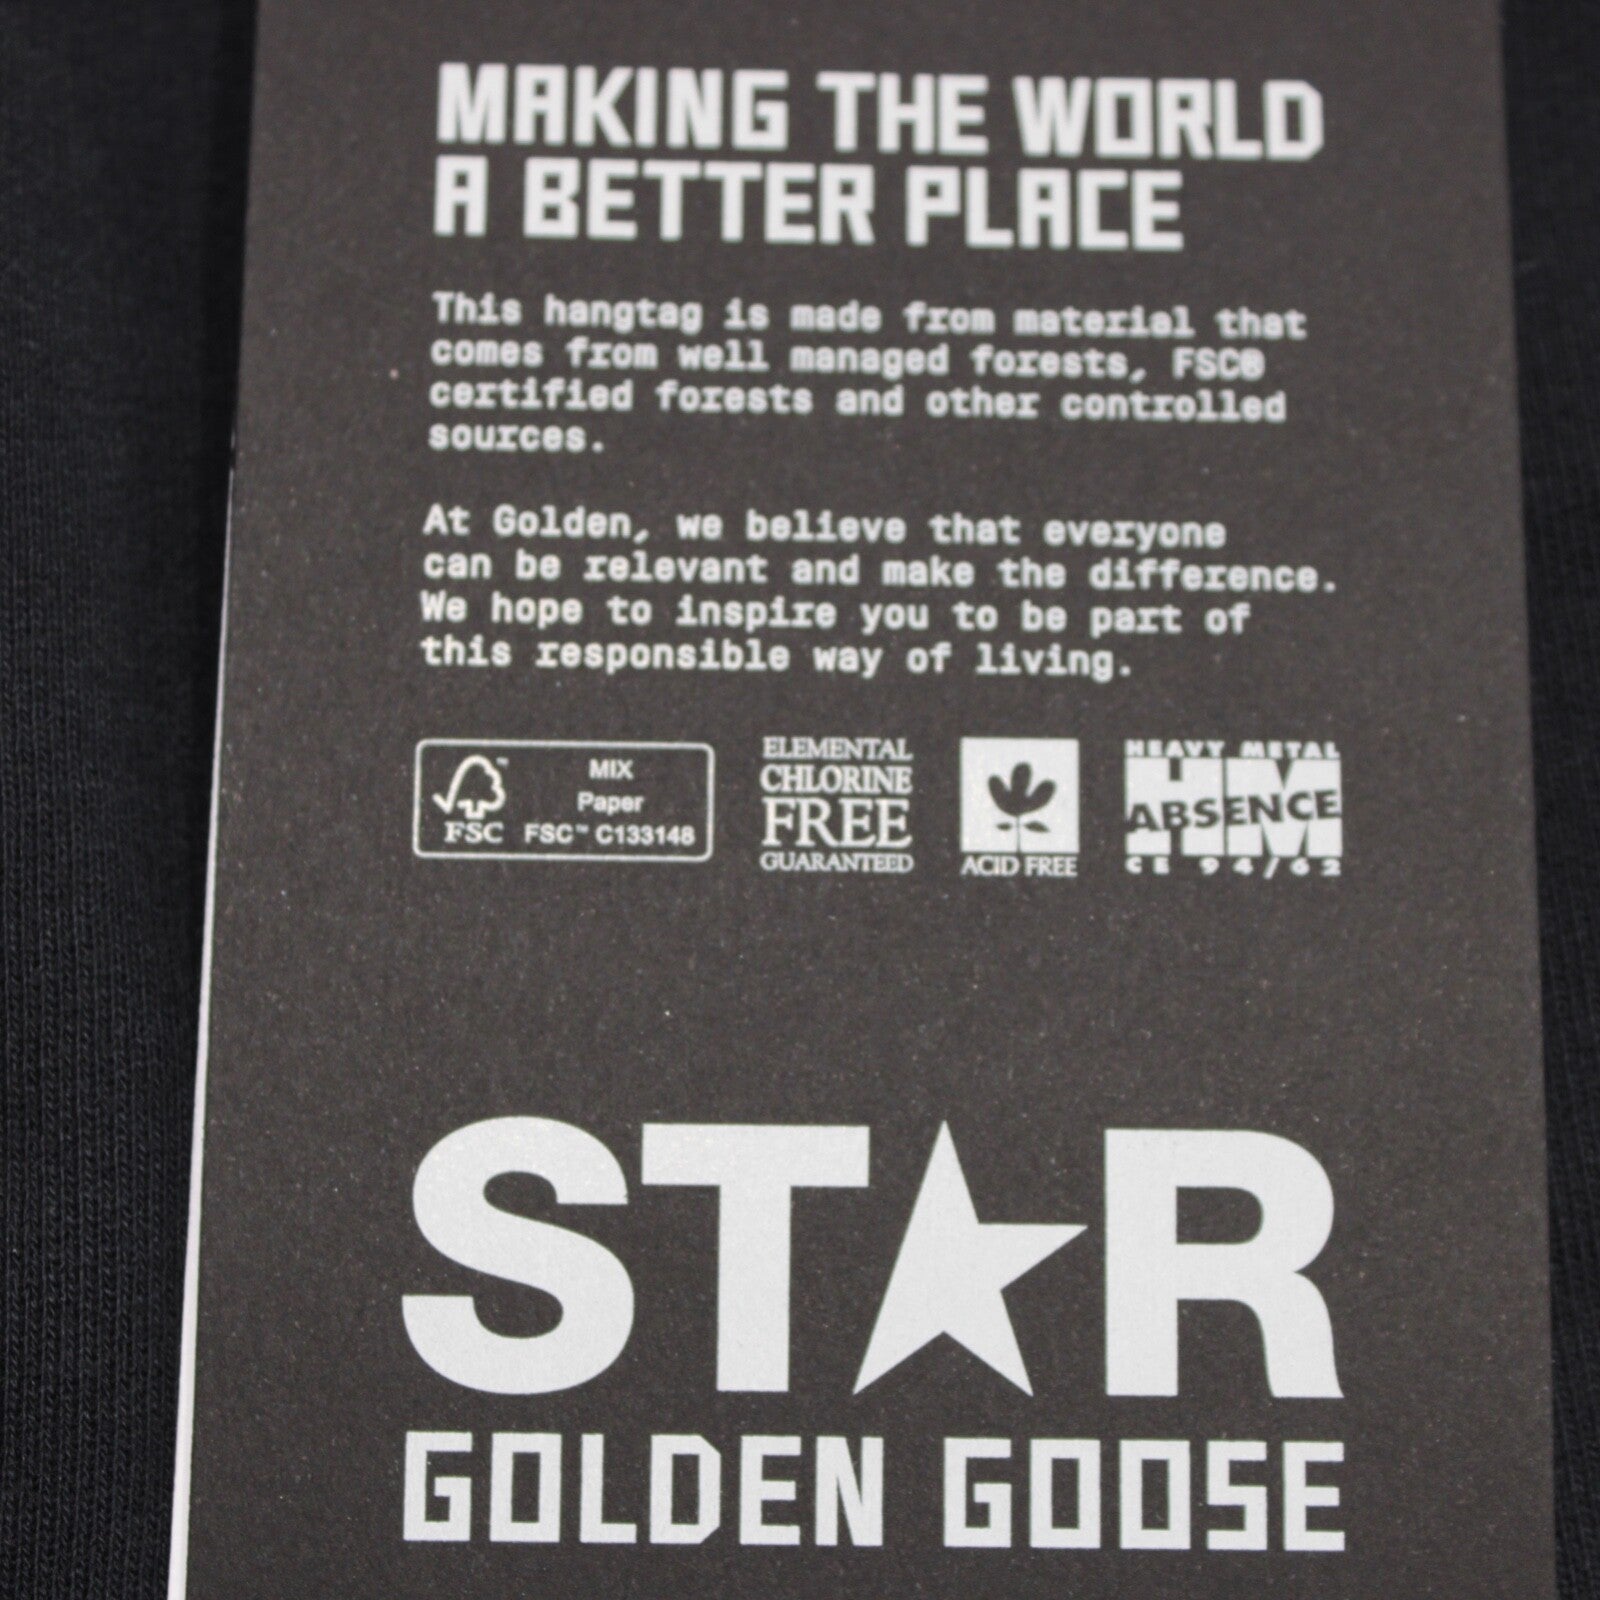 MAKING THE WORLD
A BETTER PLACE
This hangtag is made from material that
comes from well managed forests, FSC®
certified forests and other controlled
sources.
At Golden, we believe that everyone
can be relevant and make the difference.
We hope to inspire you to be part of
this responsible way of living.
FSC
MIX
Paper
FSC™ C133148
ELEMENTAL
CHLORINE
FREE
GUARANTEED
ACID FREE
HEAVY METAL
HM
ABSENCE
CE 94/62
STAR
GOLDEN GOOSE